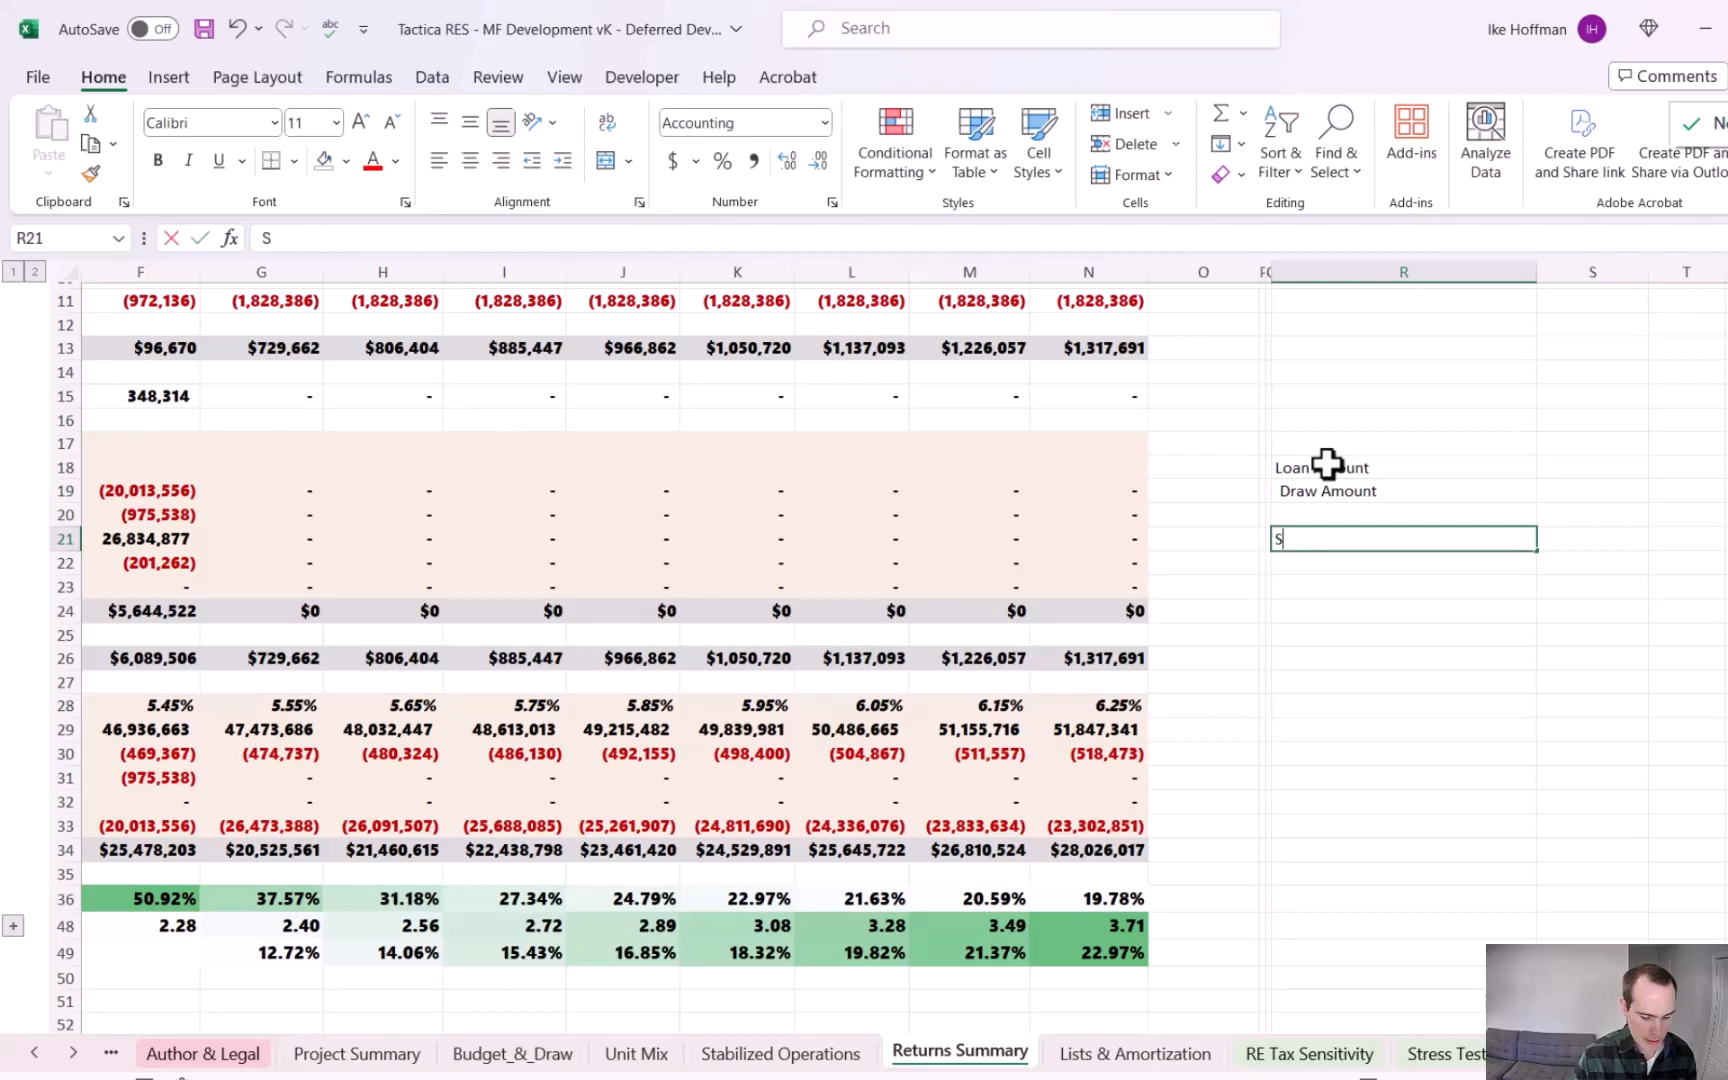 AutoSave Off Tactica RES - MF Development vK - Deferred Dev... Search Ike Hoffman IH
File Home Insert Page Layout Formulas Data Review View Developer Help Acrobat Comments
Calibri 11 Accounting
Paste
Conditional Formatting Format as Table Cell Styles Insert Delete Format Sort & Filter Find & Select Add-ins Analyze Data Create PDF and Share link Create PDF and Share via Outlo
Clipboard Font Alignment Number Styles Cells Editing Add-ins Adobe Acrobat
R21 fx S
1 2 F G H I J K L M N O R S T
11 (972,136) (1,828,386) (1,828,386) (1,828,386) (1,828,386) (1,828,386) (1,828,386) (1,828,386) (1,828,386)
12
13 $96,670 $729,662 $806,404 $885,447 $966,862 $1,050,720 $1,137,093 $1,226,057 $1,317,691
14
15 348,314 - - - - - - - -
16
17
18 Loan
19 (20,013,556) - - - - - - - - Draw Amount
20 (975,538) - - - - - - - -
21 26,834,877 - - - - - - - - S
22 (201,262) - - - - - - - -
23 - - - - - - - - -
24 $5,644,522 $0 $0 $0 $0 $0 $0 $0 $0
25
26 $6,089,506 $729,662 $806,404 $885,447 $966,862 $1,050,720 $1,137,093 $1,226,057 $1,317,691
27
28 5.45% 5.55% 5.65% 5.75% 5.85% 5.95% 6.05% 6.15% 6.25%
29 46,936,663 47,473,686 48,032,447 48,613,013 49,215,482 49,839,981 50,486,665 51,155,716 51,847,341
30 (469,367) (474,737) (480,324) (486,130) (492,155) (498,400) (504,867) (511,557) (518,473)
31 (975,538) - - - - - - - -
32 - - - - - - - - -
33 (20,013,556) (26,473,388) (26,091,507) (25,688,085) (25,261,907) (24,811,690) (24,336,076) (23,833,634) (23,302,851)
34 $25,478,203 $20,525,561 $21,460,615 $22,438,798 $23,461,420 $24,529,891 $25,645,722 $26,810,524 $28,026,017
35
36 50.92% 37.57% 31.18% 27.34% 24.79% 22.97% 21.63% 20.59% 19.78%
48 2.28 2.40 2.56 2.72 2.89 3.08 3.28 3.49 3.71
49 12.72% 14.06% 15.43% 16.85% 18.32% 19.82% 21.37% 22.97%
50
51
52
Author & Legal Project Summary Budget_&_Draw Unit Mix Stabilized Operations Returns Summary Lists & Amortization RE Tax Sensitivity Stress Test